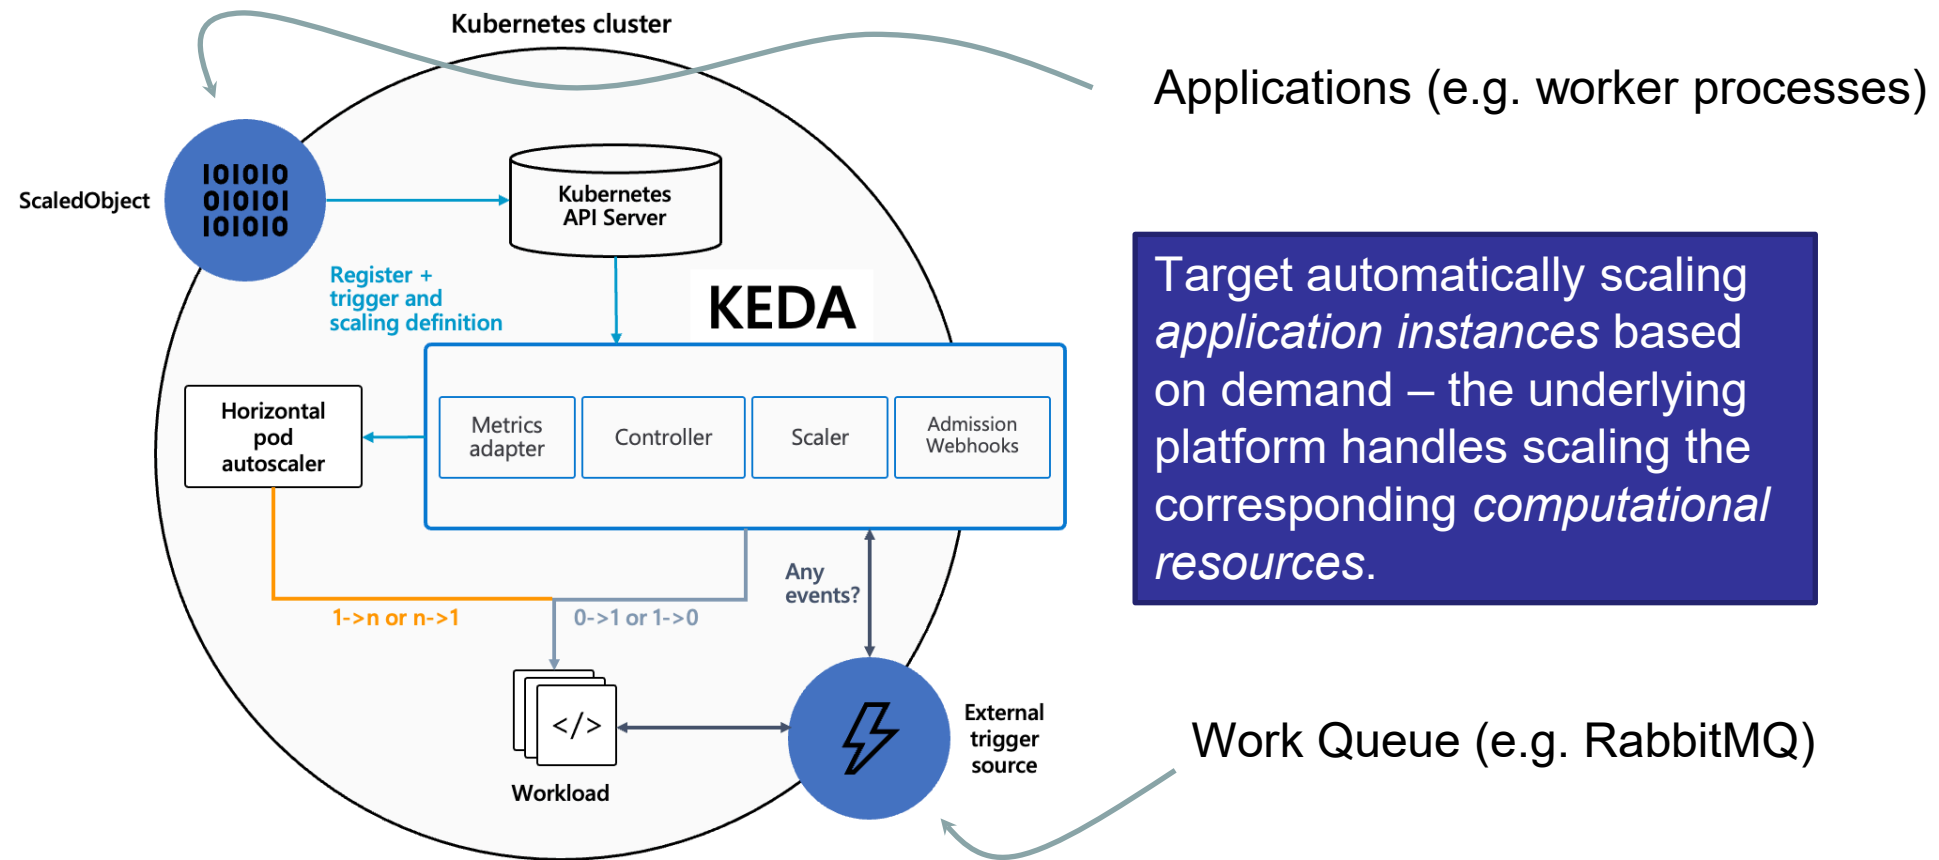 Kubernetes cluster
Applications (e.g. worker processes)
IOIOIO
OIOIOI
IOIOIO
ScaledObject
Kubernetes
API Server
Register +
trigger and
scaling definition
KEDA
Target automatically scaling
application instances based
on demand – the underlying
platform handles scaling the
corresponding computational
resources.
Horizontal
pod
autoscaler
Metrics
adapter
Controller
Scaler
Admission
Webhooks
Any
events?
1->n or n->1
0->1 or 1->0
</>
Workload
External
trigger
source
Work Queue (e.g. RabbitMQ)